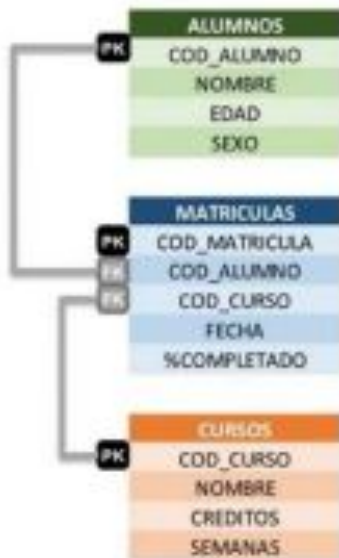 ALUMNOS
PK COD_ALUMNO
NOMBRE
EDAD
SEXO
MATRICULAS
PK COD_MATRICULA
FK COD_ALUMNO
FK COD_CURSO
FECHA
%COMPLETADO
CURSOS
PK COD_CURSO
NOMBRE
CREDITOS
SEMANAS